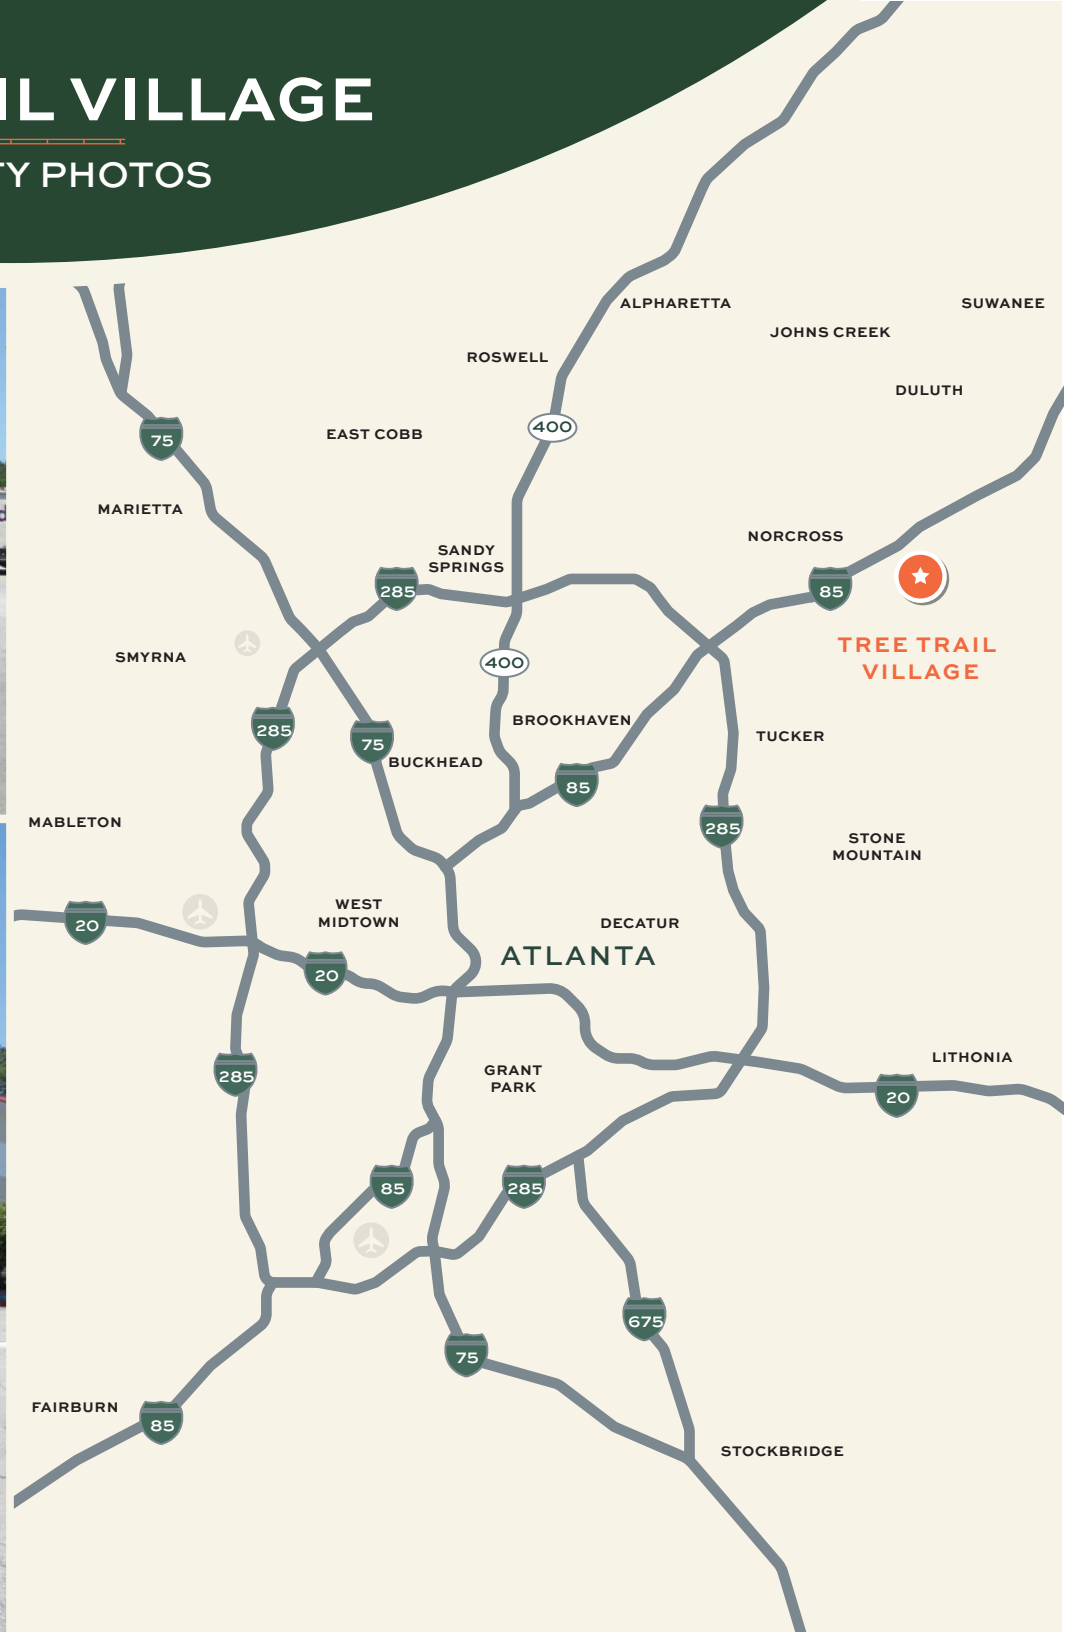 IL VILLAGE
TY PHOTOS
ALPHARETTA
SUWANEE
JOHNS CREEK
ROSWELL
DULUTH
400
EAST COBB
75
MARIETTA
NORCROSS
SANDY
SPRINGS
285
85
TREE TRAIL
VILLAGE
SMYRNA
400
BROOKHAVEN
285
75
TUCKER
BUCKHEAD
85
MABLETON
285
STONE
MOUNTAIN
WEST
MIDTOWN
20
DECATUR
ATLANTA
20
LITHONIA
GRANT
PARK
285
20
85
285
675
75
FAIRBURN
85
STOCKBRIDGE